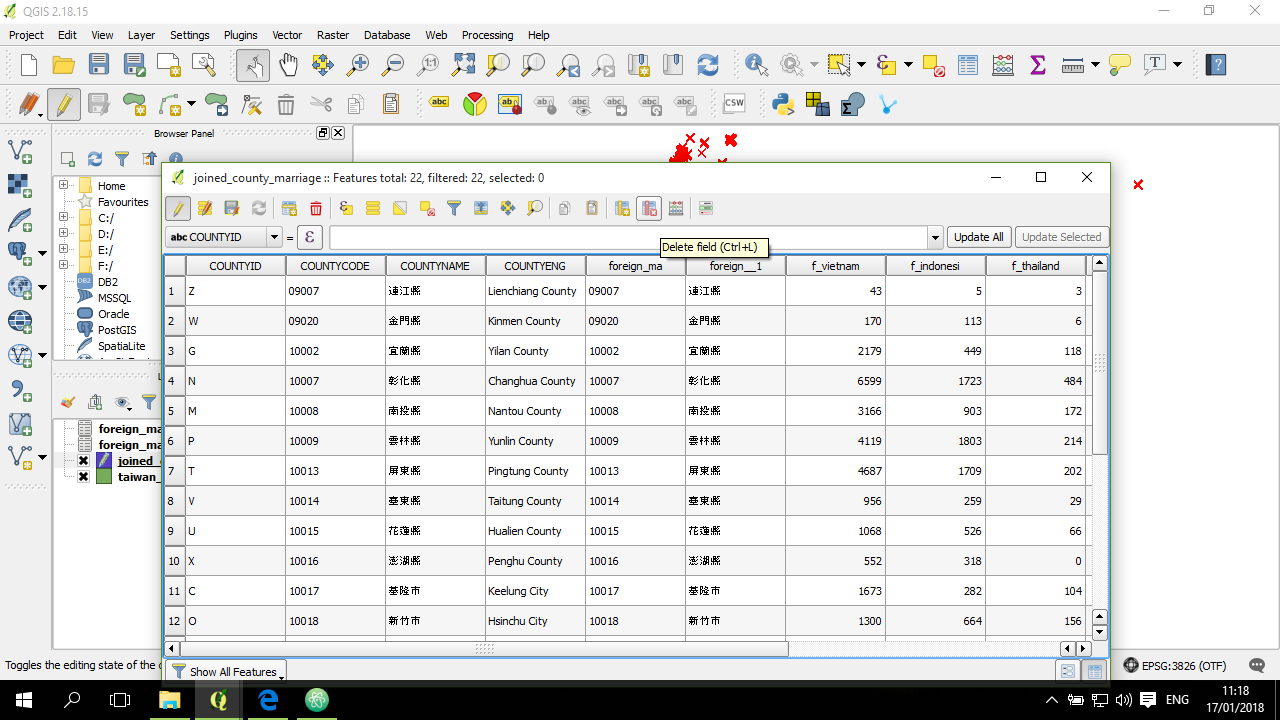 QGIS 2.18.15
Project Edit View Layer Settings Plugins Vector Raster Database Web Processing Help
Browser Panel
Home
Favourites
C:/
D:/
E:/
F:/
DB2
MSSQL
Oracle
PostGIS
SpatiaLite
foreign_ma
foreign_ma
joined_
taiwan_
joined_county_marriage :: Features total: 22, filtered: 22, selected: 0
abc COUNTYID = ε Update All Update Selected
Delete field (Ctrl+L)
COUNTYID COUNTYCODE COUNTYNAME COUNTYENG foreign_ma foreign__1 f_vietnam f_indonesi f_thailand
1 Z 09007 連江縣 Lienchiang County 09007 連江縣 43 5 3
2 W 09020 金門縣 Kinmen County 09020 金門縣 170 113 6
3 G 10002 宜蘭縣 Yilan County 10002 宜蘭縣 2179 449 118
4 N 10007 彰化縣 Changhua County 10007 彰化縣 6599 1723 484
5 M 10008 南投縣 Nantou County 10008 南投縣 3166 903 172
6 P 10009 雲林縣 Yunlin County 10009 雲林縣 4119 1803 214
7 T 10013 屏東縣 Pingtung County 10013 屏東縣 4687 1709 202
8 V 10014 臺東縣 Taitung County 10014 臺東縣 956 259 29
9 U 10015 花蓮縣 Hualien County 10015 花蓮縣 1068 526 66
10 X 10016 澎湖縣 Penghu County 10016 澎湖縣 552 318 0
11 C 10017 基隆市 Keelung City 10017 基隆市 1673 282 104
12 O 10018 新竹市 Hsinchu City 10018 新竹市 1300 664 156
Show All Features
Toggles the editing state of the c
EPSG:3826 (OTF)
ENG
11:18
17/01/2018